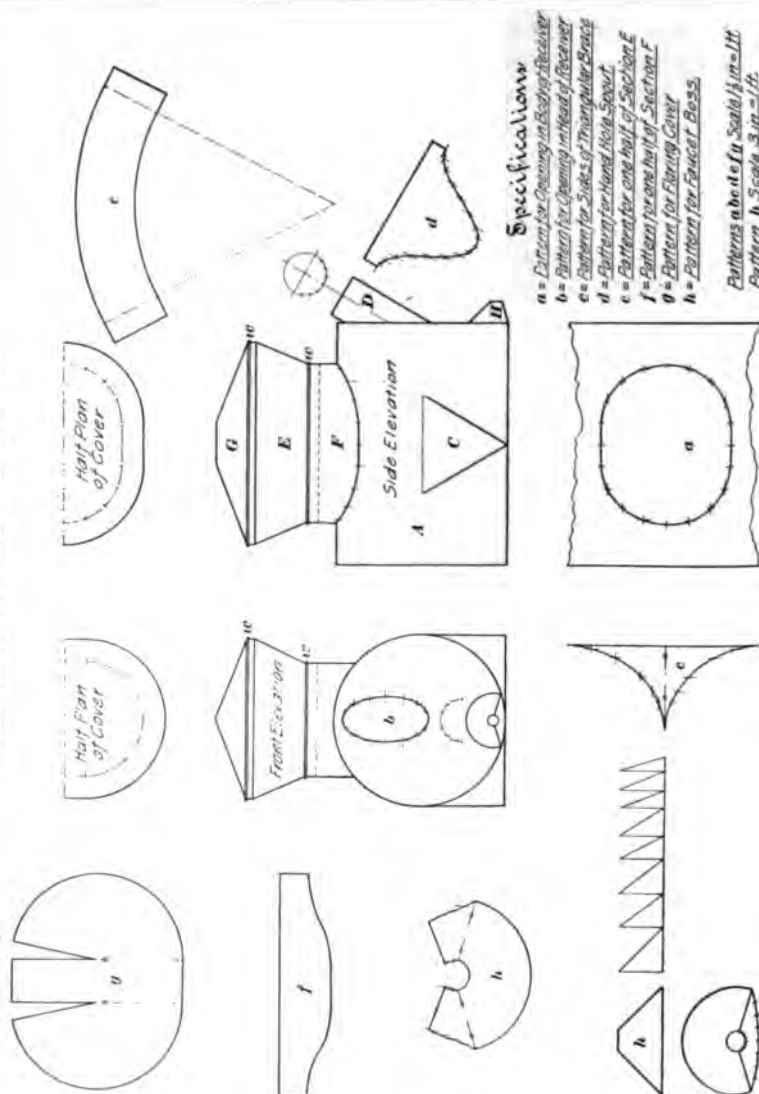 Half Plan
of Cover
Half Plan
of Cover
g
G
w
E
w
F
Side Elevation
A
C
D
H
e
d
w
w
Front Elevation
b
f
h
a
c
h
Specifications
a = Pattern for Opening in Body of Receiver
b = Pattern for Opening in Head of Receiver
c = Pattern for Sides of Triangular Brace
d = Pattern for Hand Hole Spout
e = Pattern for one half of Section E
f = Pattern for one half of Section F
g = Pattern for Flaring Cover
h = Pattern for Faucet Boss
Patterns a b c d e f g Scale 1½ in = 1 ft
Pattern h Scale 3 in = 1 ft